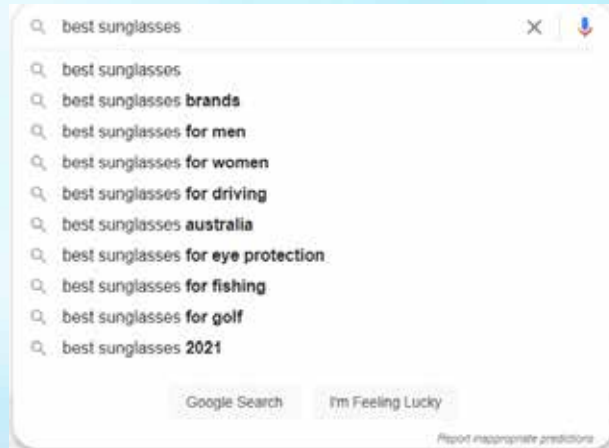 best sunglasses
best sunglasses
best sunglasses brands
best sunglasses for men
best sunglasses for women
best sunglasses for driving
best sunglasses australia
best sunglasses for eye protection
best sunglasses for fishing
best sunglasses for golf
best sunglasses 2021
Google Search I'm Feeling Lucky
Report inappropriate predictions